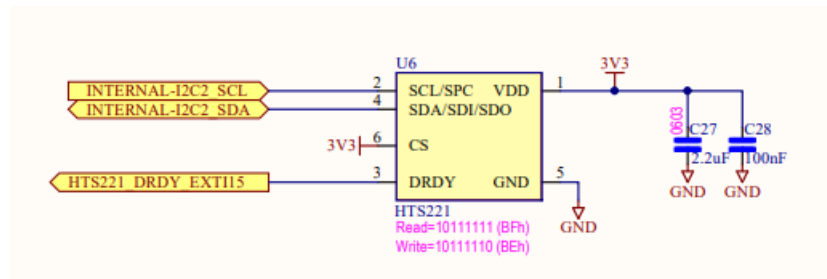 U6
3V3
INTERNAL-I2C2_SCL
2
SCL/SPC
VDD
1
INTERNAL-I2C2_SDA
4
SDA/SDI/SDO
0603
C27
C28
3V3
6
CS
2.2uF
100nF
HTS221_DRDY_EXTI15
3
DRDY
GND
5
GND
GND
HTS221
GND
Read=10111111 (BFh)
Write=10111110 (BEh)